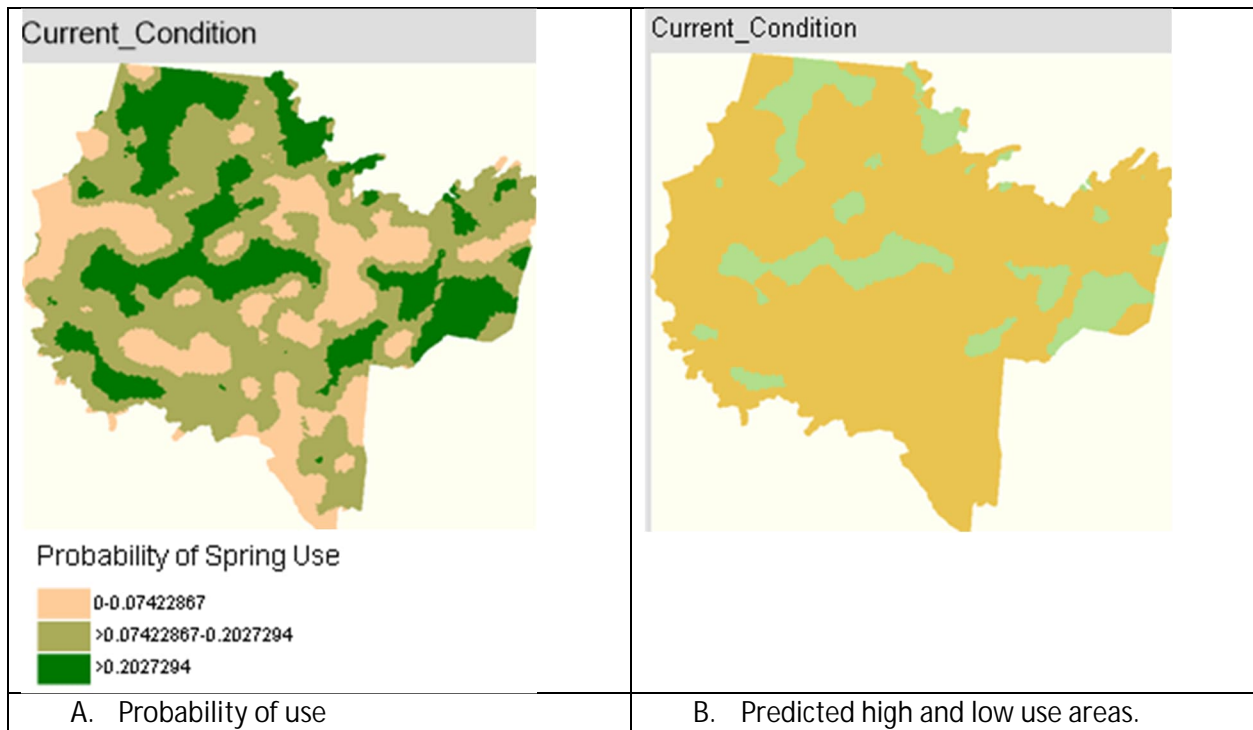 Current_Condition
Probability of Spring Use
0-0.07422867
>0.07422867-0.2027294
>0.2027294
A. Probability of use
Current_Condition
B. Predicted high and low use areas.